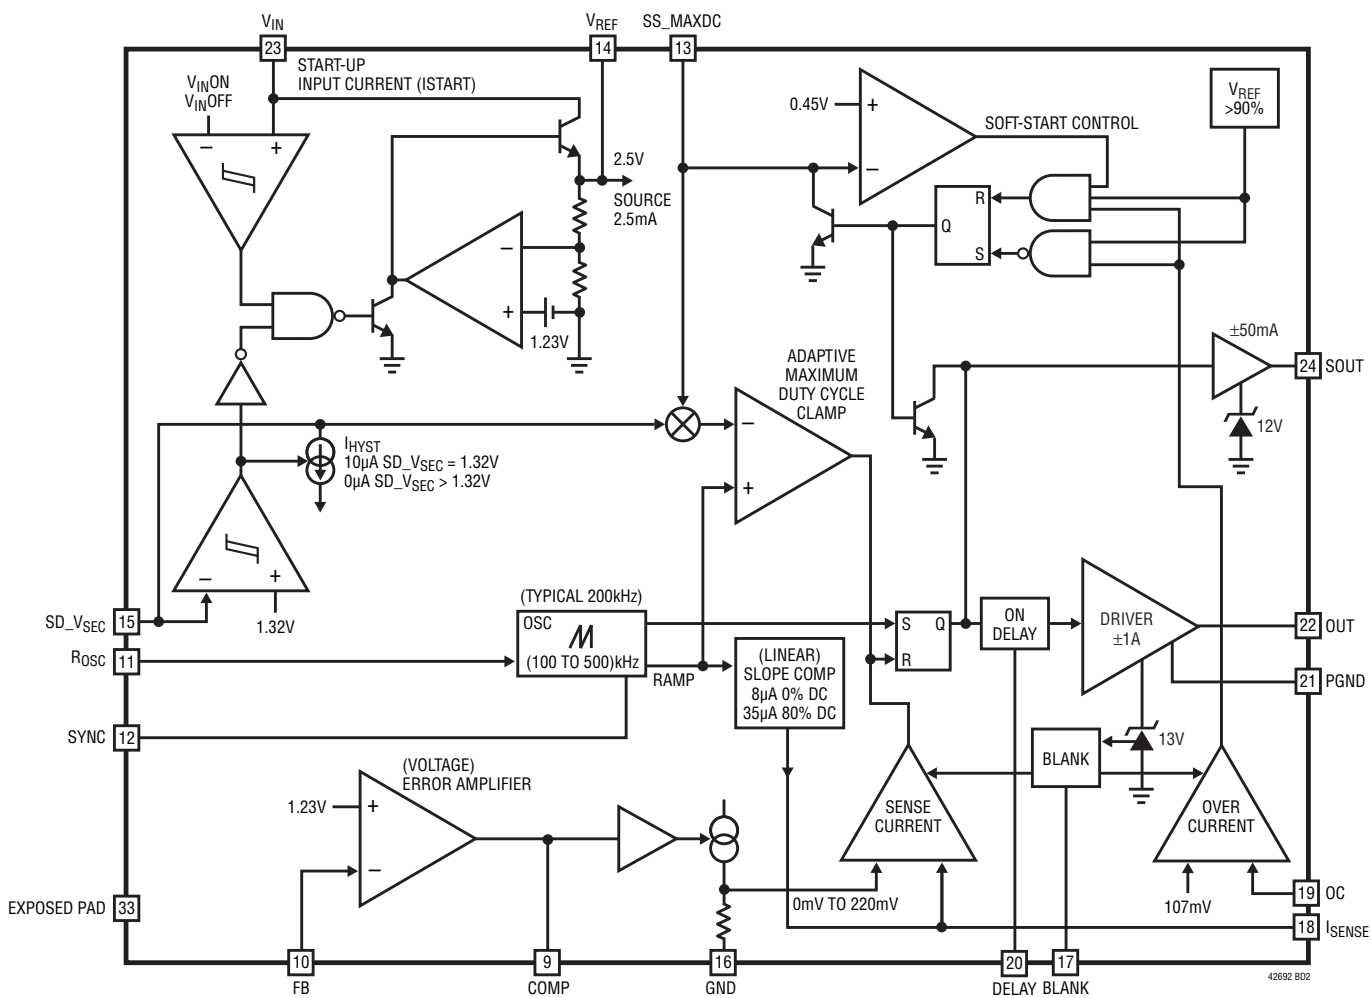 VIN
23
VREF
14
SS_MAXDC
13
START-UP
INPUT CURRENT (ISTART)
VINON
VINOFF
−
+
2.5V
SOURCE
2.5mA
−
+
1.23V
0.45V
+
−
SOFT-START CONTROL
VREF
>90%
R
Q
S
±50mA
24
SOUT
12V
ADAPTIVE
MAXIMUM
DUTY CYCLE
CLAMP
−
+
IHYST
10µA SD_VSEC = 1.32V
0µA SD_VSEC > 1.32V
−
+
1.32V
SD_VSEC
15
ROSC
11
SYNC
12
(TYPICAL 200kHz)
OSC
(100 TO 500)kHz
RAMP
(LINEAR)
SLOPE COMP
8µA 0% DC
35µA 80% DC
S
Q
R
ON
DELAY
DRIVER
±1A
22
OUT
21
PGND
13V
BLANK
(VOLTAGE)
ERROR AMPLIFIER
1.23V
+
−
SENSE
CURRENT
OVER
CURRENT
0mV TO 220mV
107mV
19
OC
18
ISENSE
EXPOSED PAD
33
10
FB
9
COMP
16
GND
20
DELAY
17
BLANK
42692 BD2